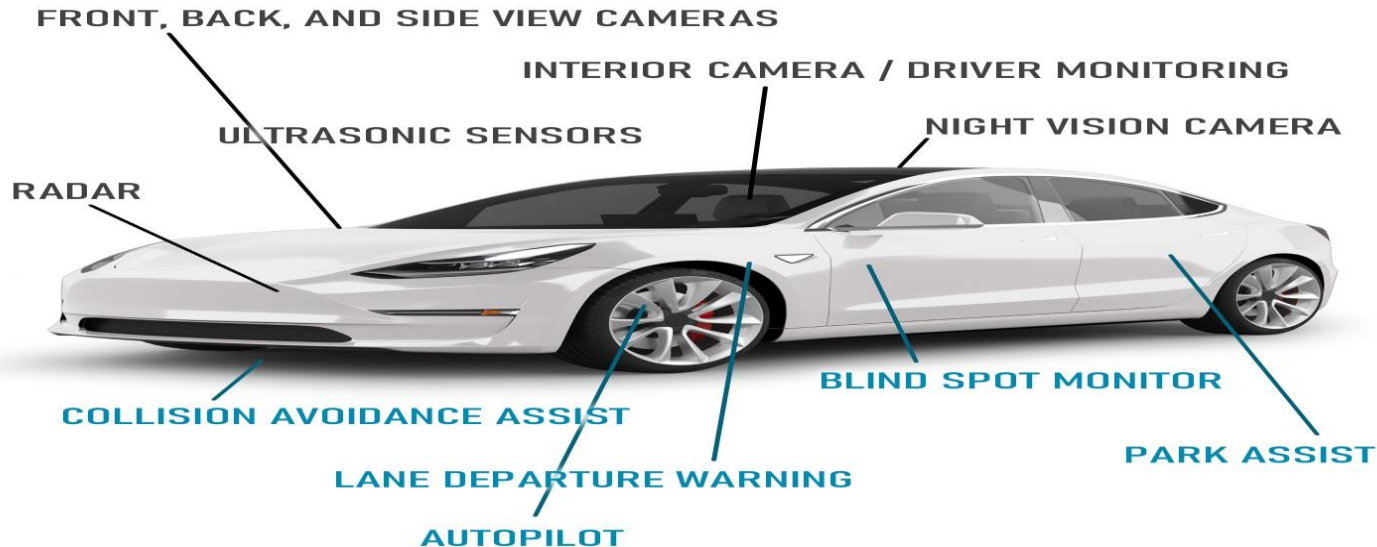 FRONT, BACK, AND SIDE VIEW CAMERAS
INTERIOR CAMERA / DRIVER MONITORING
ULTRASONIC SENSORS
NIGHT VISION CAMERA
RADAR
BLIND SPOT MONITOR
COLLISION AVOIDANCE ASSIST
PARK ASSIST
LANE DEPARTURE WARNING
AUTOPILOT